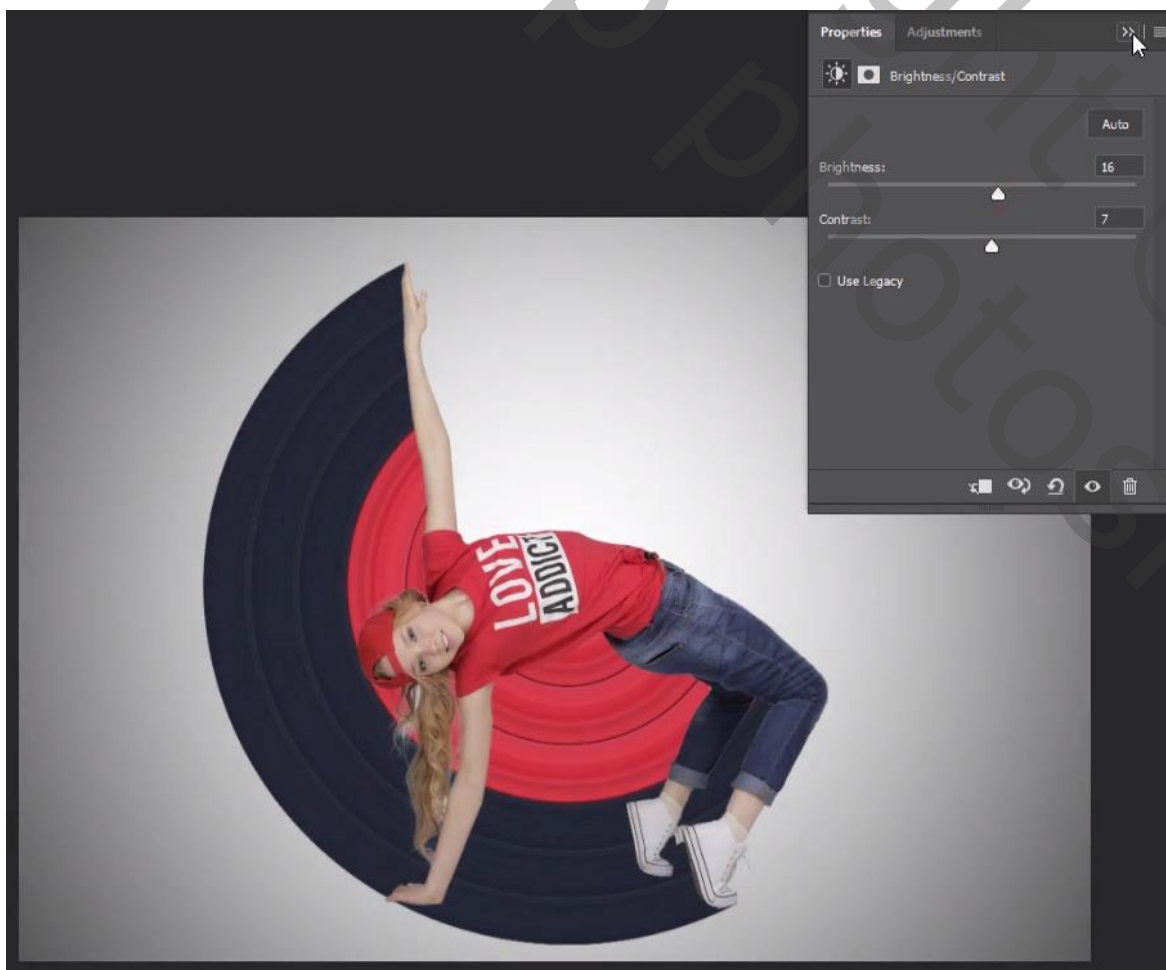 Properties Adjustments
Brightness/Contrast
Auto
Brightness: 16
Contrast: 7
Use Legacy
LOVE
ADDICT